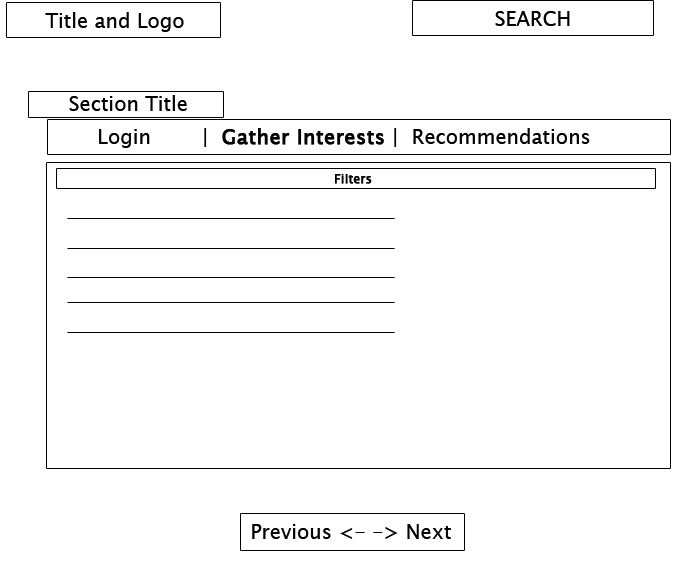 Title and Logo
SEARCH
Section Title
Login | Gather Interests | Recommendations
Filters
Previous <- -> Next